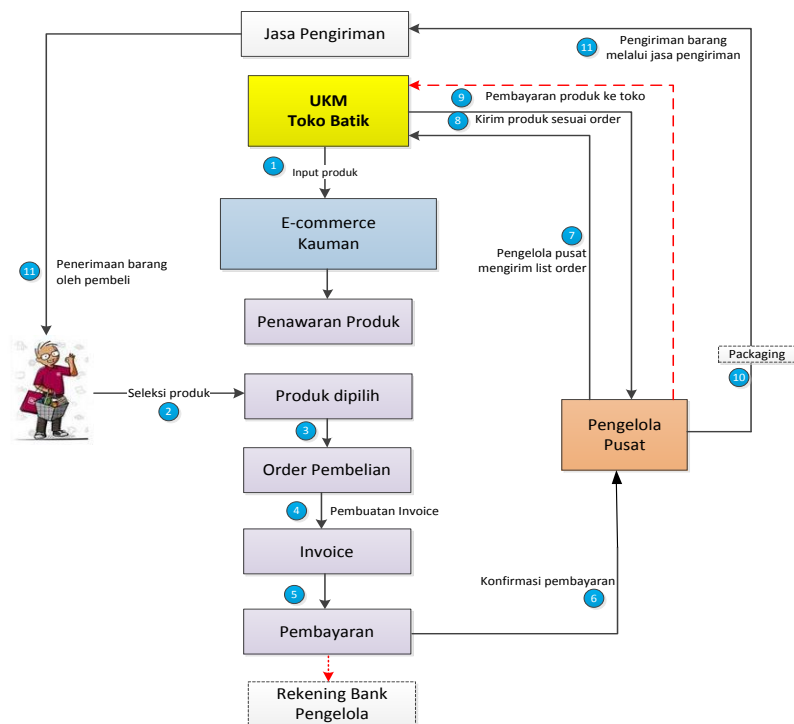 Jasa Pengiriman
11
Pengiriman barang
melalui jasa pengiriman
UKM
Toko Batik
9
Pembayaran produk ke toko
8
Kirim produk sesuai order
1
Input produk
E-commerce
Kauman
7
Pengelola pusat
mengirim list order
11
Penerimaan barang
oleh pembeli
Penawaran Produk
Packaging
10
Seleksi produk
2
Produk dipilih
3
Pengelola
Pusat
Order Pembelian
4
Pembuatan Invoice
Invoice
5
Konfirmasi pembayaran
6
Pembayaran
Rekening Bank
Pengelola